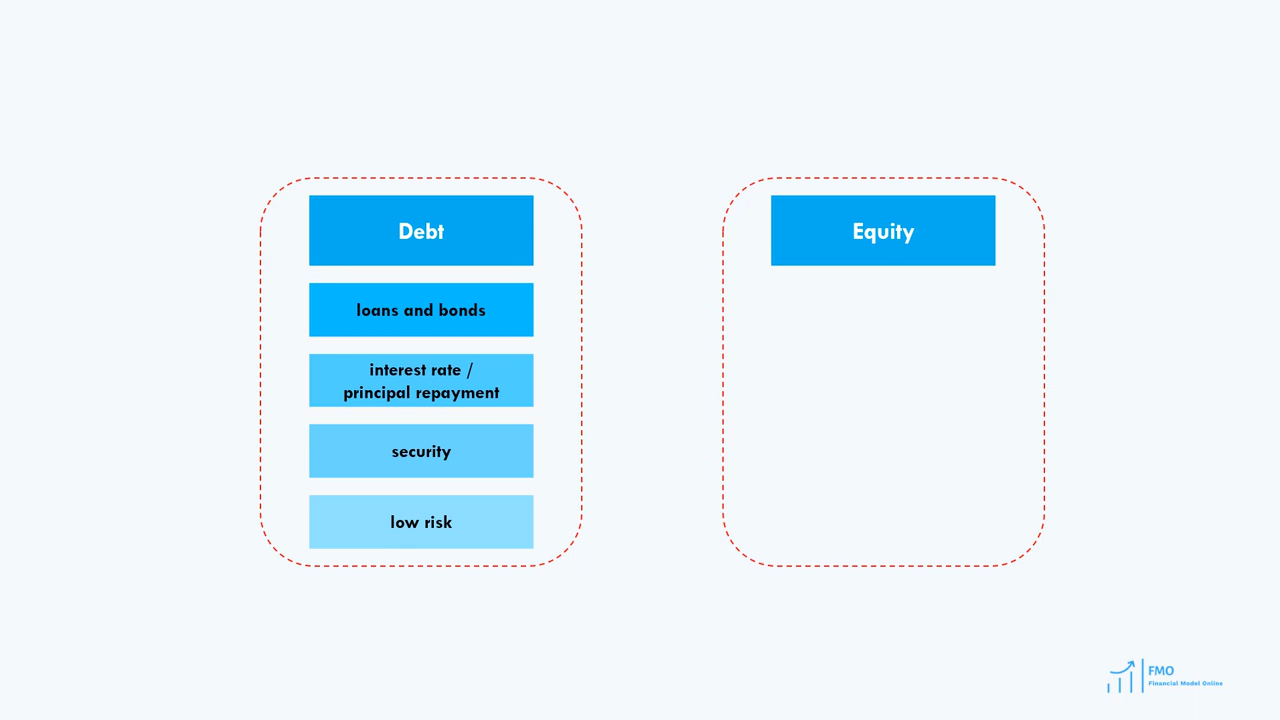 Debt
loans and bonds
interest rate /
principal repayment
security
low risk
Equity
FMO
Financial Model Online